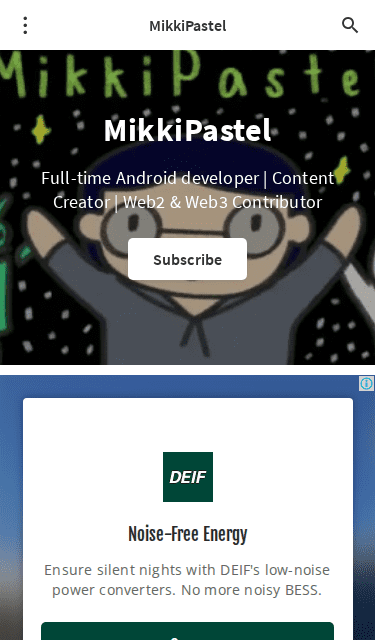 MikkiPastel
MikkiPaste
MikkiPastel
Full-time Android developer | Content
Creator | Web2 & Web3 Contributor
Subscribe
DEIF
Noise-Free Energy
Ensure silent nights with DEIF's low-noise
power converters. No more noisy BESS.